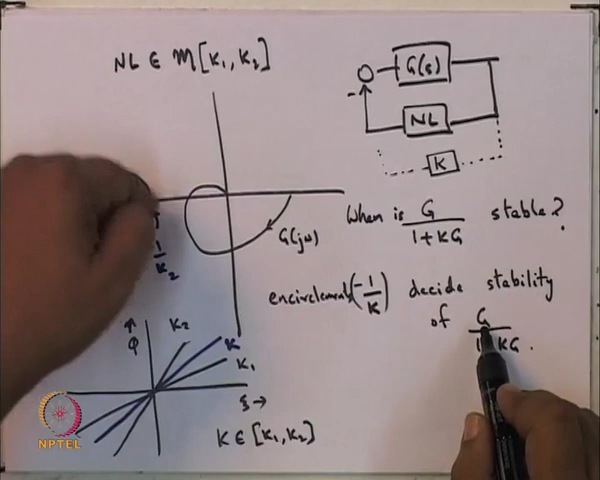 NL ∈ M[K₁, K₂]
G(s)
-
NL
K
When is G/(1+KG) stable?
G(jω)
1/K₂
encirclements (-1/K) decide stability
of G/(1+KG).
φ
K₂
K
K₁
ξ →
K ∈ [K₁, K₂]
NPTEL